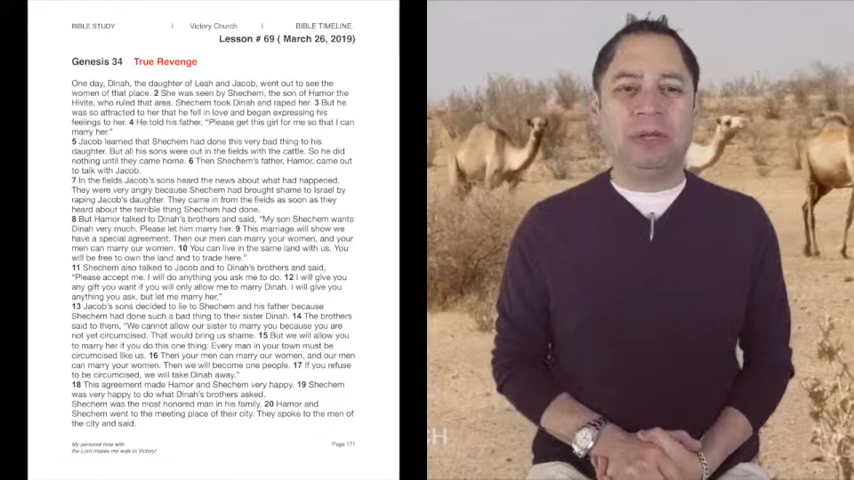 BIBLE STUDY | Victory Church | BIBLE TIMELINE
Lesson # 69 ( March 26, 2019)
Genesis 34 True Revenge
One day, Dinah, the daughter of Leah and Jacob, went out to see the
women of that place. 2 She was seen by Shechem, the son of Hamor the
Hivite, who ruled that area. Shechem took Dinah and raped her. 3 But he
was so attracted to her that he fell in love and began expressing his
feelings to her. 4 He told his father, “Please get this girl for me so that I can
marry her.”
5 Jacob learned that Shechem had done this very bad thing to his
daughter. But all his sons were out in the fields with the cattle. So he did
nothing until they came home. 6 Then Shechem’s father, Hamor, came out
to talk with Jacob.
7 In the fields Jacob’s sons heard the news about what had happened.
They were very angry because Shechem had brought shame to Israel by
raping Jacob’s daughter. They came in from the fields as soon as they
heard about the terrible thing Shechem had done.
8 But Hamor talked to Dinah’s brothers and said, “My son Shechem wants
Dinah very much. Please let him marry her. 9 This marriage will show we
have a special agreement. Then our men can marry your women, and your
men can marry our women. 10 You can live in the same land with us. You
will be free to own the land and to trade here.”
11 Shechem also talked to Jacob and to Dinah’s brothers and said,
“Please accept me. I will do anything you ask me to do. 12 I will give you
any gift you want if you will only allow me to marry Dinah. I will give you
anything you ask, but let me marry her.”
13 Jacob’s sons decided to lie to Shechem and his father because
Shechem had done such a bad thing to their sister Dinah. 14 The brothers
said to them, “We cannot allow our sister to marry you because you are
not yet circumcised. That would bring us shame. 15 But we will allow you
to marry her if you do this one thing: Every man in your town must be
circumcised like us. 16 Then your men can marry our women, and our men
can marry your women. Then we will become one people. 17 If you refuse
to be circumcised, we will take Dinah away.”
18 This agreement made Hamor and Shechem very happy. 19 Shechem
was very happy to do what Dinah’s brothers asked.
Shechem was the most honored man in his family. 20 Hamor and
Shechem went to the meeting place of their city. They spoke to the men of
the city and said,
My personal time with
the Lord makes me walk in Victory!
Page 171